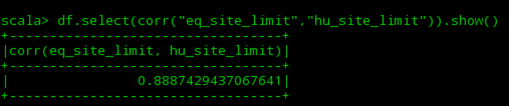 scala> df.select(corr("eq_site_limit","hu_site_limit")).show()
+----------------------------------+
|corr(eq_site_limit, hu_site_limit)|
+----------------------------------+
|                0.8887429437067641|
+----------------------------------+